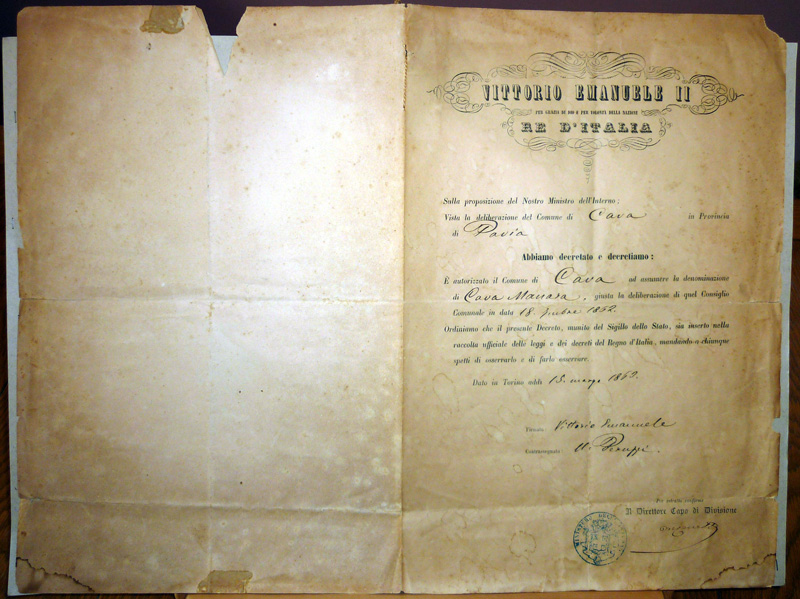 VITTORIO EMANUELE II
PER GRAZIA DI DIO E PER VOLONTÀ DELLA NAZIONE
RE D'ITALIA
Sulla proposizione del Nostro Ministro dell'Interno;
Vista la deliberazione del Comune di Cava in Provincia
di Pavia
Abbiamo decretato e decretiamo:
È autorizzato il Comune di Cava ad assumere la denominazione
di Cava Manara, giusta la deliberazione di quel Consiglio
Comunale in data 18 1862.
Ordiniamo che il presente Decreto, munito del Sigillo dello Stato, sia inserto nella
raccolta ufficiale delle leggi e dei decreti del Regno d'Italia, mandando a chiunque
spetti di osservarlo e di farlo osservare.
Dato in Torino addì 15. marzo 1863.
Firmato Vittorio Emanuele
Contrassegnato U. Peruzzi.
Per estratto conforme
Il Direttore Capo di Divisione